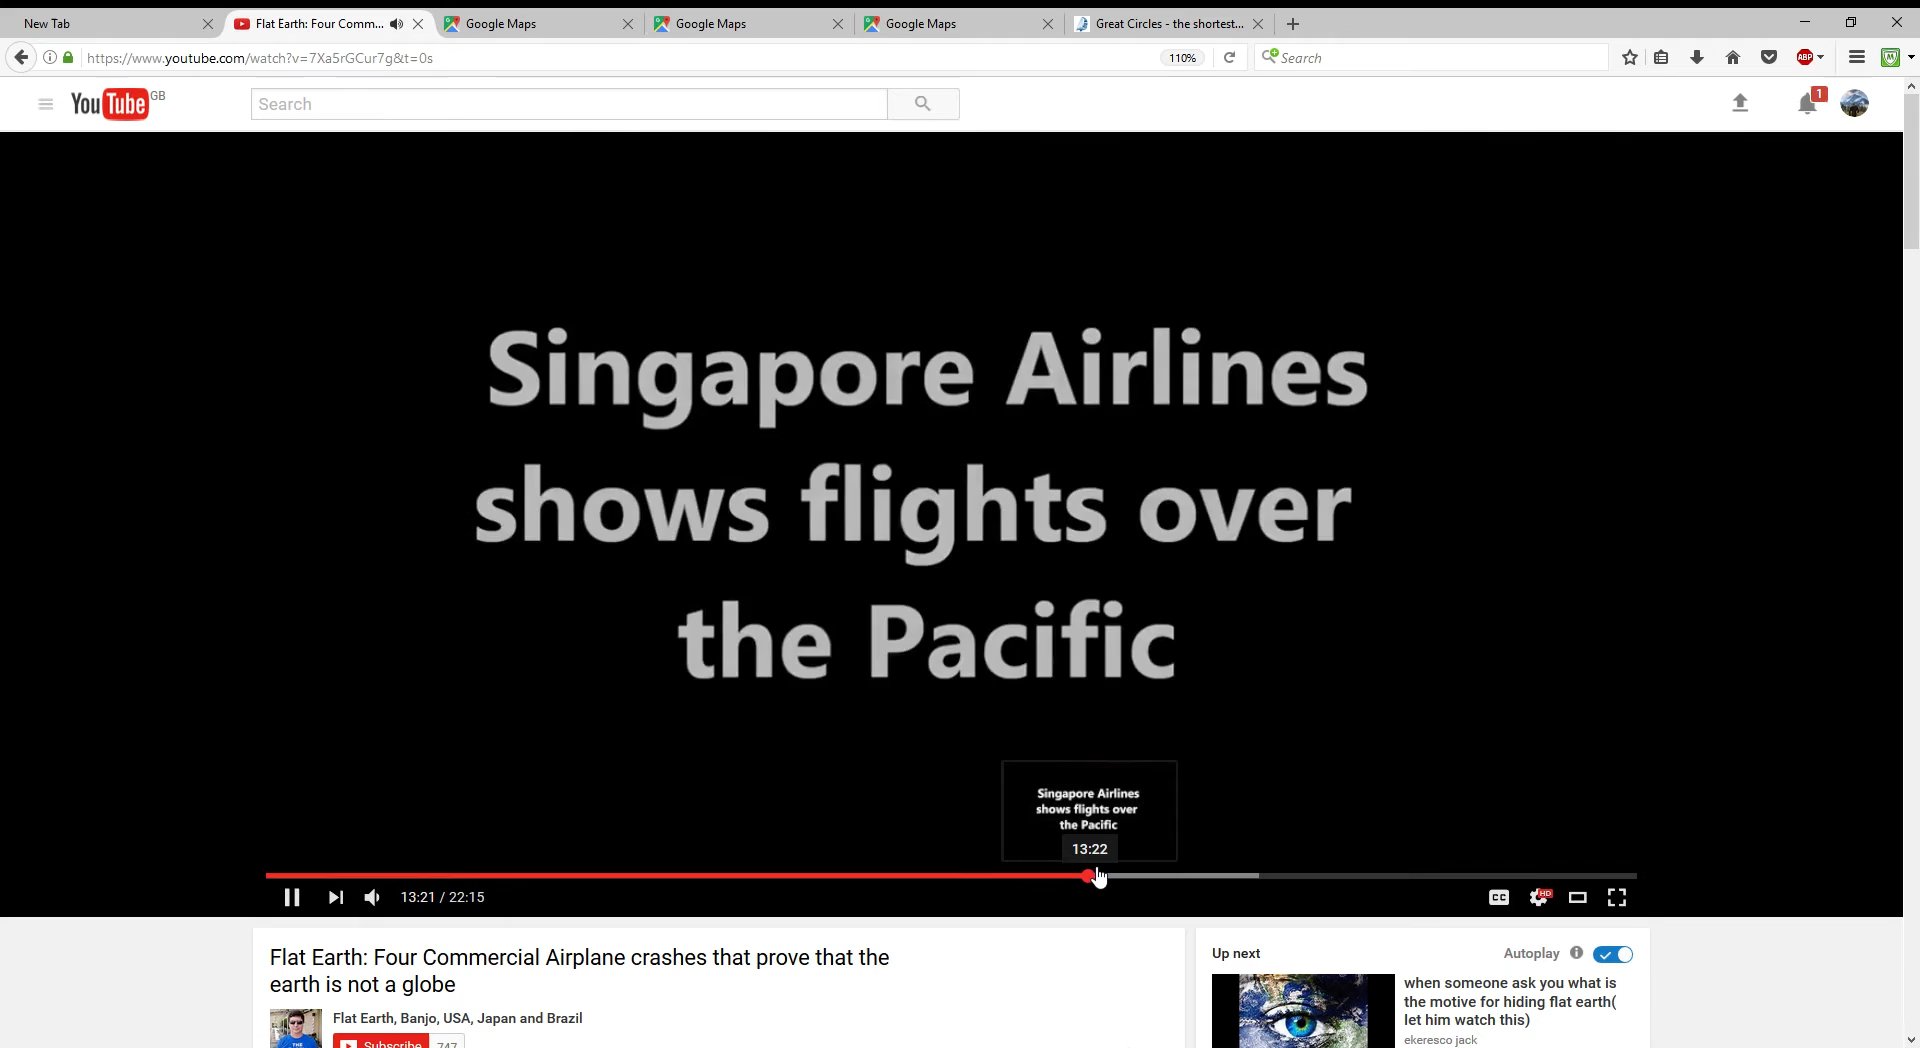 New Tab
Flat Earth: Four Comm...
Google Maps
Google Maps
Google Maps
Great Circles - the shortest...
https://www.youtube.com/watch?v=7Xa5rGCur7g&t=0s
110%
Search
ABP
YouTube GB
Search
1
Singapore Airlines
shows flights over
the Pacific
Singapore Airlines
shows flights over
the Pacific
13:22
13:21 / 22:15
CC
HD
Flat Earth: Four Commercial Airplane crashes that prove that the
earth is not a globe
Flat Earth, Banjo, USA, Japan and Brazil
Subscribe 747
Up next
Autoplay
when someone ask you what is
the motive for hiding flat earth(
let him watch this)
ekeresco jack